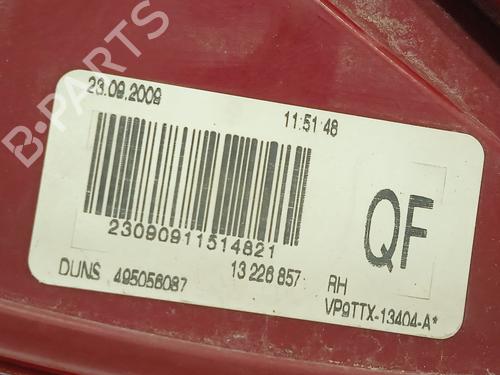 B-PARTS
23.09.2009
11:51:48
23090911514821
QF
DUNS 495056087
13 226 857
RH
VP9TTX-13404-A*